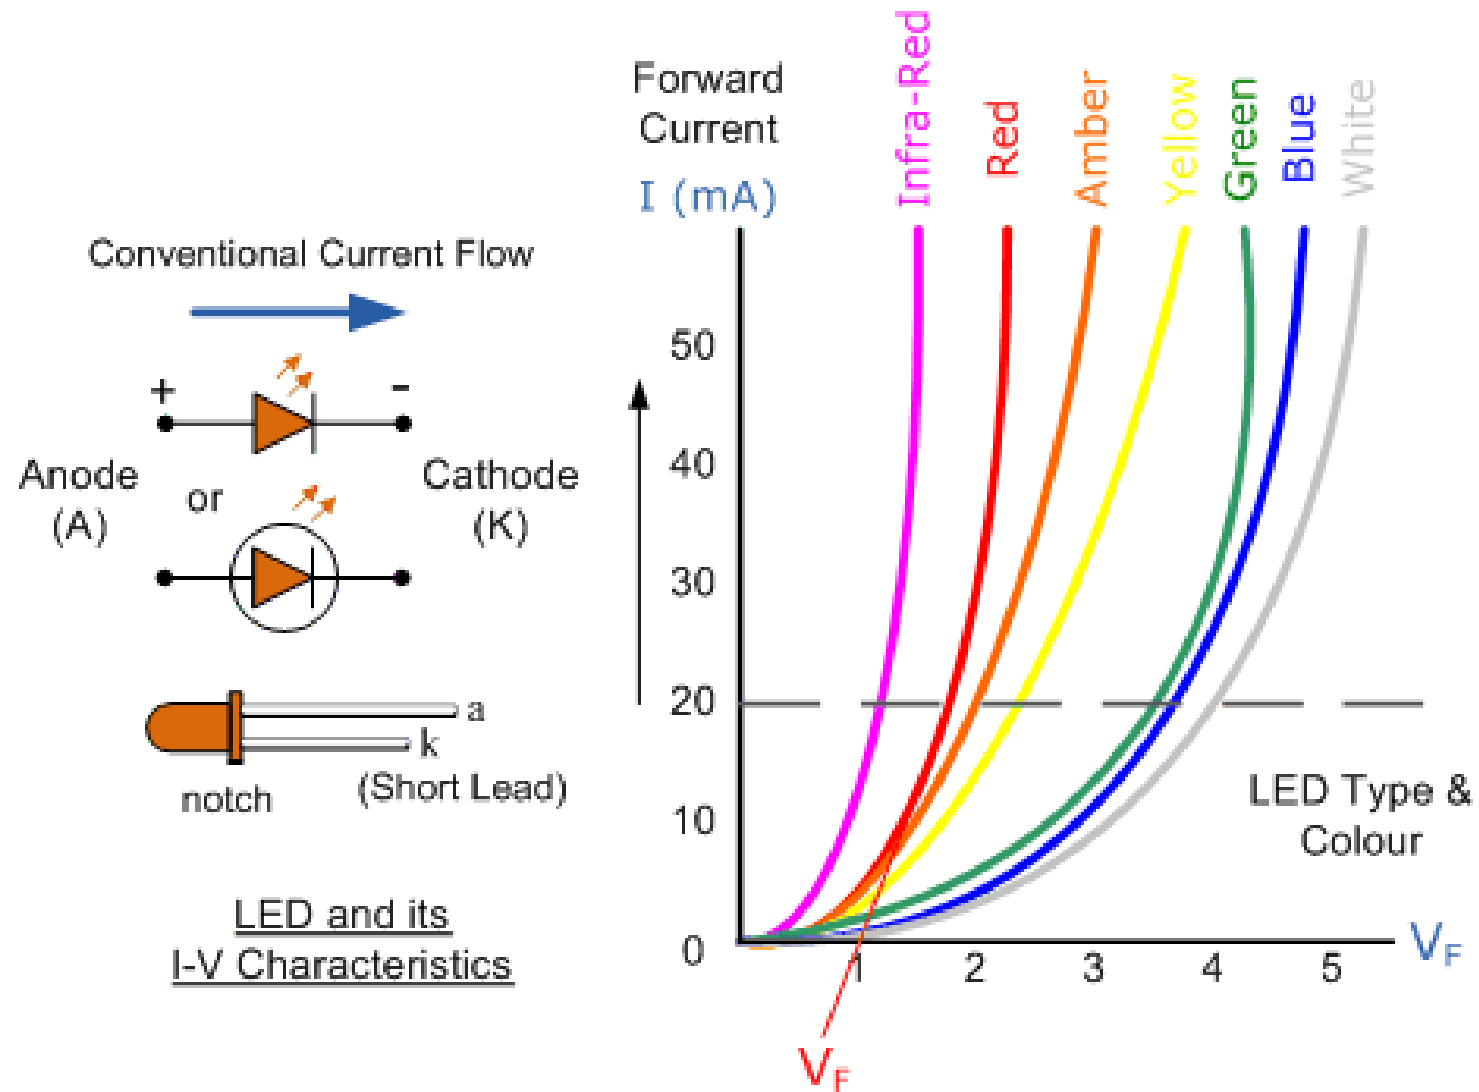 Conventional Current Flow
+
-
Anode
(A)
or
Cathode
(K)
a
k
(Short Lead)
notch
LED and its
I-V Characteristics
Forward
Current
I (mA)
Infra-Red
Red
Amber
Yellow
Green
Blue
White
50
40
30
20
10
0
1
2
3
4
5
V_F
LED Type &
Colour
V_F